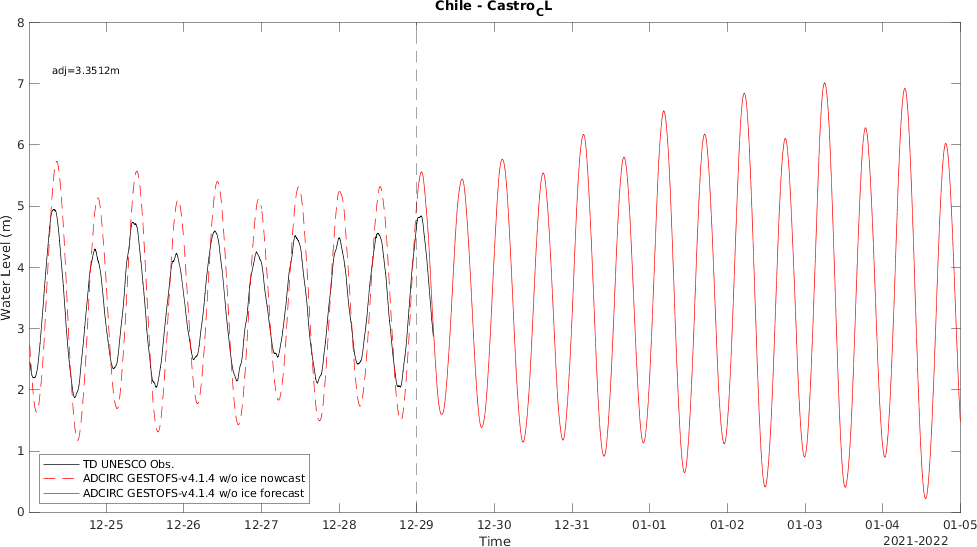 Chile - Castro_CL
8
adj=3.3512m
7
6
5
4
3
2
1
0
Water Level (m)
TD UNESCO Obs.
ADCIRC GESTOFS-v4.1.4 w/o ice nowcast
ADCIRC GESTOFS-v4.1.4 w/o ice forecast
12-25 12-26 12-27 12-28 12-29 12-30 12-31 01-01 01-02 01-03 01-04 01-05
Time
2021-2022